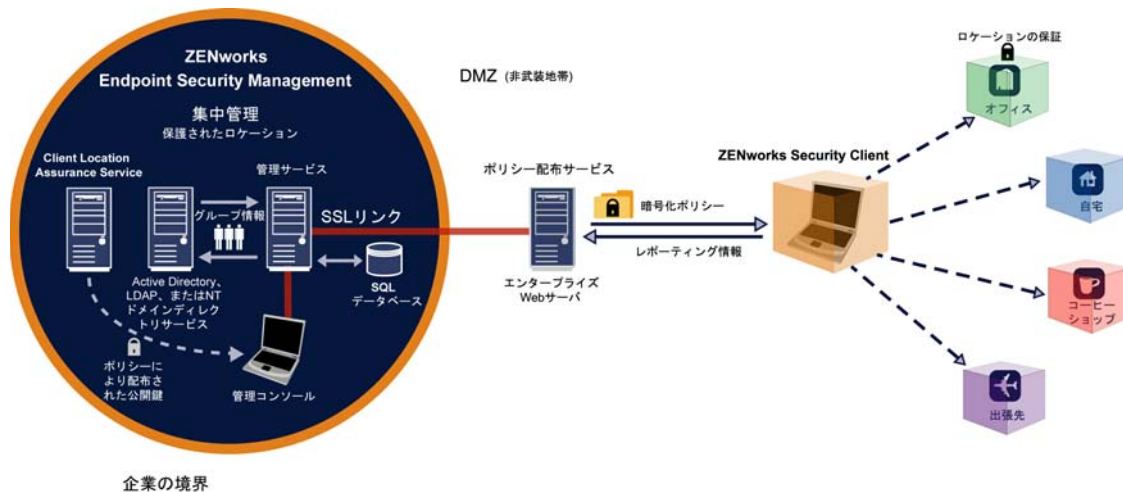 ZENworks
Endpoint Security Management
集中管理
保護されたロケーション
Client Location
Assurance Service
管理サービス
グループ情報
SSLリンク
Active Directory、
LDAP、またはNT
ドメインディレク
トリサービス
SQL
データベース
ポリシーに
より配布さ
れた公開鍵
管理コンソール
企業の境界
DMZ (非武装地帯)
ポリシー配布サービス
エンタープライズ
Webサーバ
暗号化ポリシー
レポーティング情報
ZENworks Security Client
ロケーションの保証
オフィス
自宅
コーヒー
ショップ
出張先